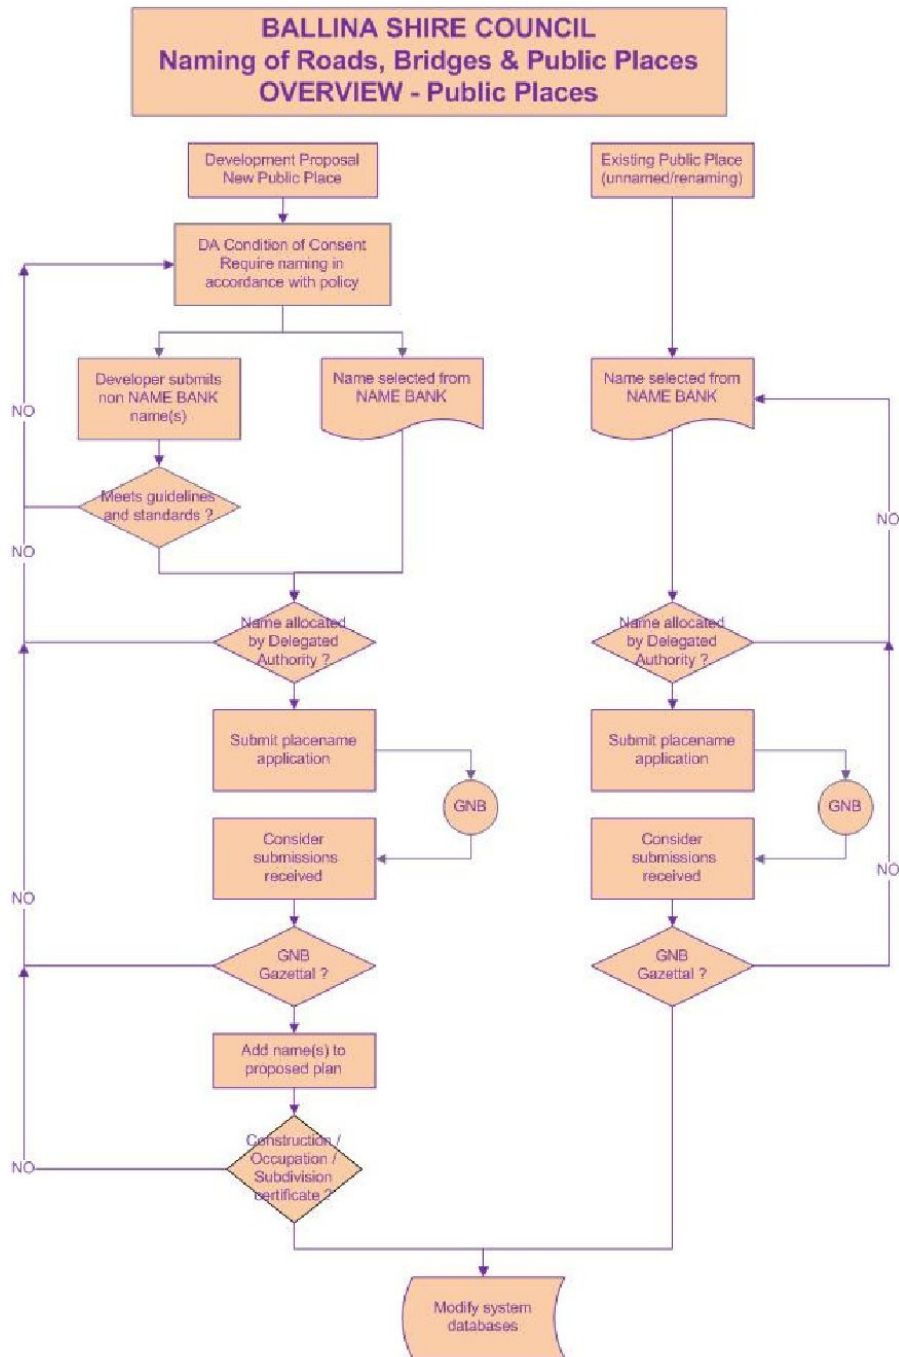 BALLINA SHIRE COUNCIL
Naming of Roads, Bridges & Public Places
OVERVIEW - Public Places
Development Proposal
New Public Place
Existing Public Place
(unnamed/renaming)
DA Condition of Consent
Require naming in
accordance with policy
Developer submits
non NAME BANK
name(s)
Name selected from
NAME BANK
Name selected from
NAME BANK
NO
Meets guidelines
and standards ?
NO
NO
Name allocated
by Delegated
Authority ?
Name allocated
by Delegated
Authority ?
Submit placename
application
Submit placename
application
GNB
GNB
Consider
submissions
received
Consider
submissions
received
NO
NO
GNB
Gazettal ?
GNB
Gazettal ?
Add name(s) to
proposed plan
NO
Construction /
Occupation /
Subdivision
certificate ?
Modify system
databases